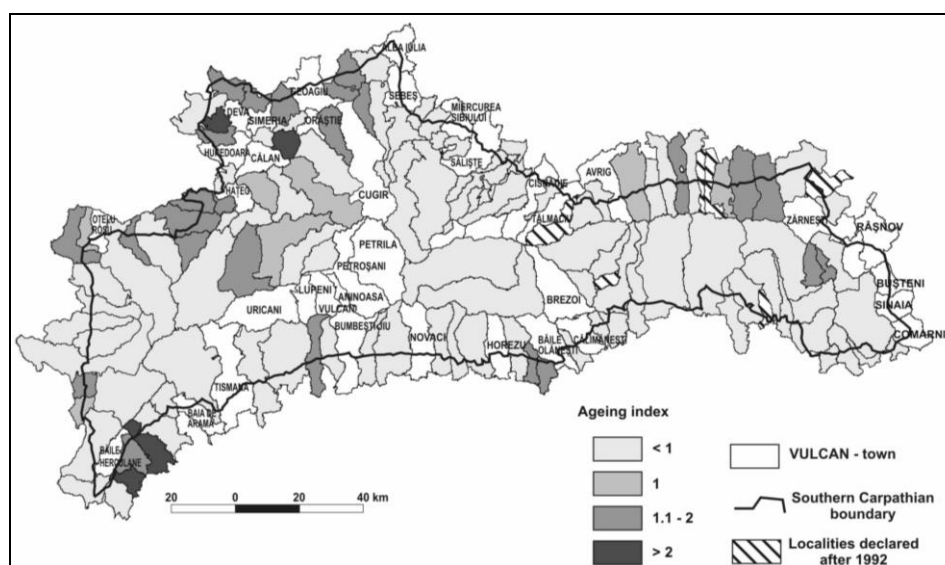 ALBA IULIA
SEBEȘ
GEOAGIU
MIERCUREA
SIBIULUI
DEVA
SIMERIA
ORĂȘTIE
HUNEDOARA
CĂLAN
SĂLIȘTE
HAȚEG
CUGIR
CISNĂDIE
AVRIG
TĂLMACIU
OȚELU
ROȘU
ZĂRNEȘTI
RÂȘNOV
PETRILA
PETROȘANI
BUȘTENI
LUPENI
ANINOASA
BREZOI
SINAIA
URICANI
VULCAN
BUMBEȘTI-JIU
NOVACI
HOREZU
BĂILE
OLĂNEȘTI
CĂLIMĂNEȘTI
COMARNIC
TISMANA
BAIA DE
ARAMĂ
BĂILE
HERCULANE
20 0 20 40 km
Ageing index
< 1
1
1.1 - 2
> 2
VULCAN - town
Southern Carpathian
boundary
Localities declared
after 1992